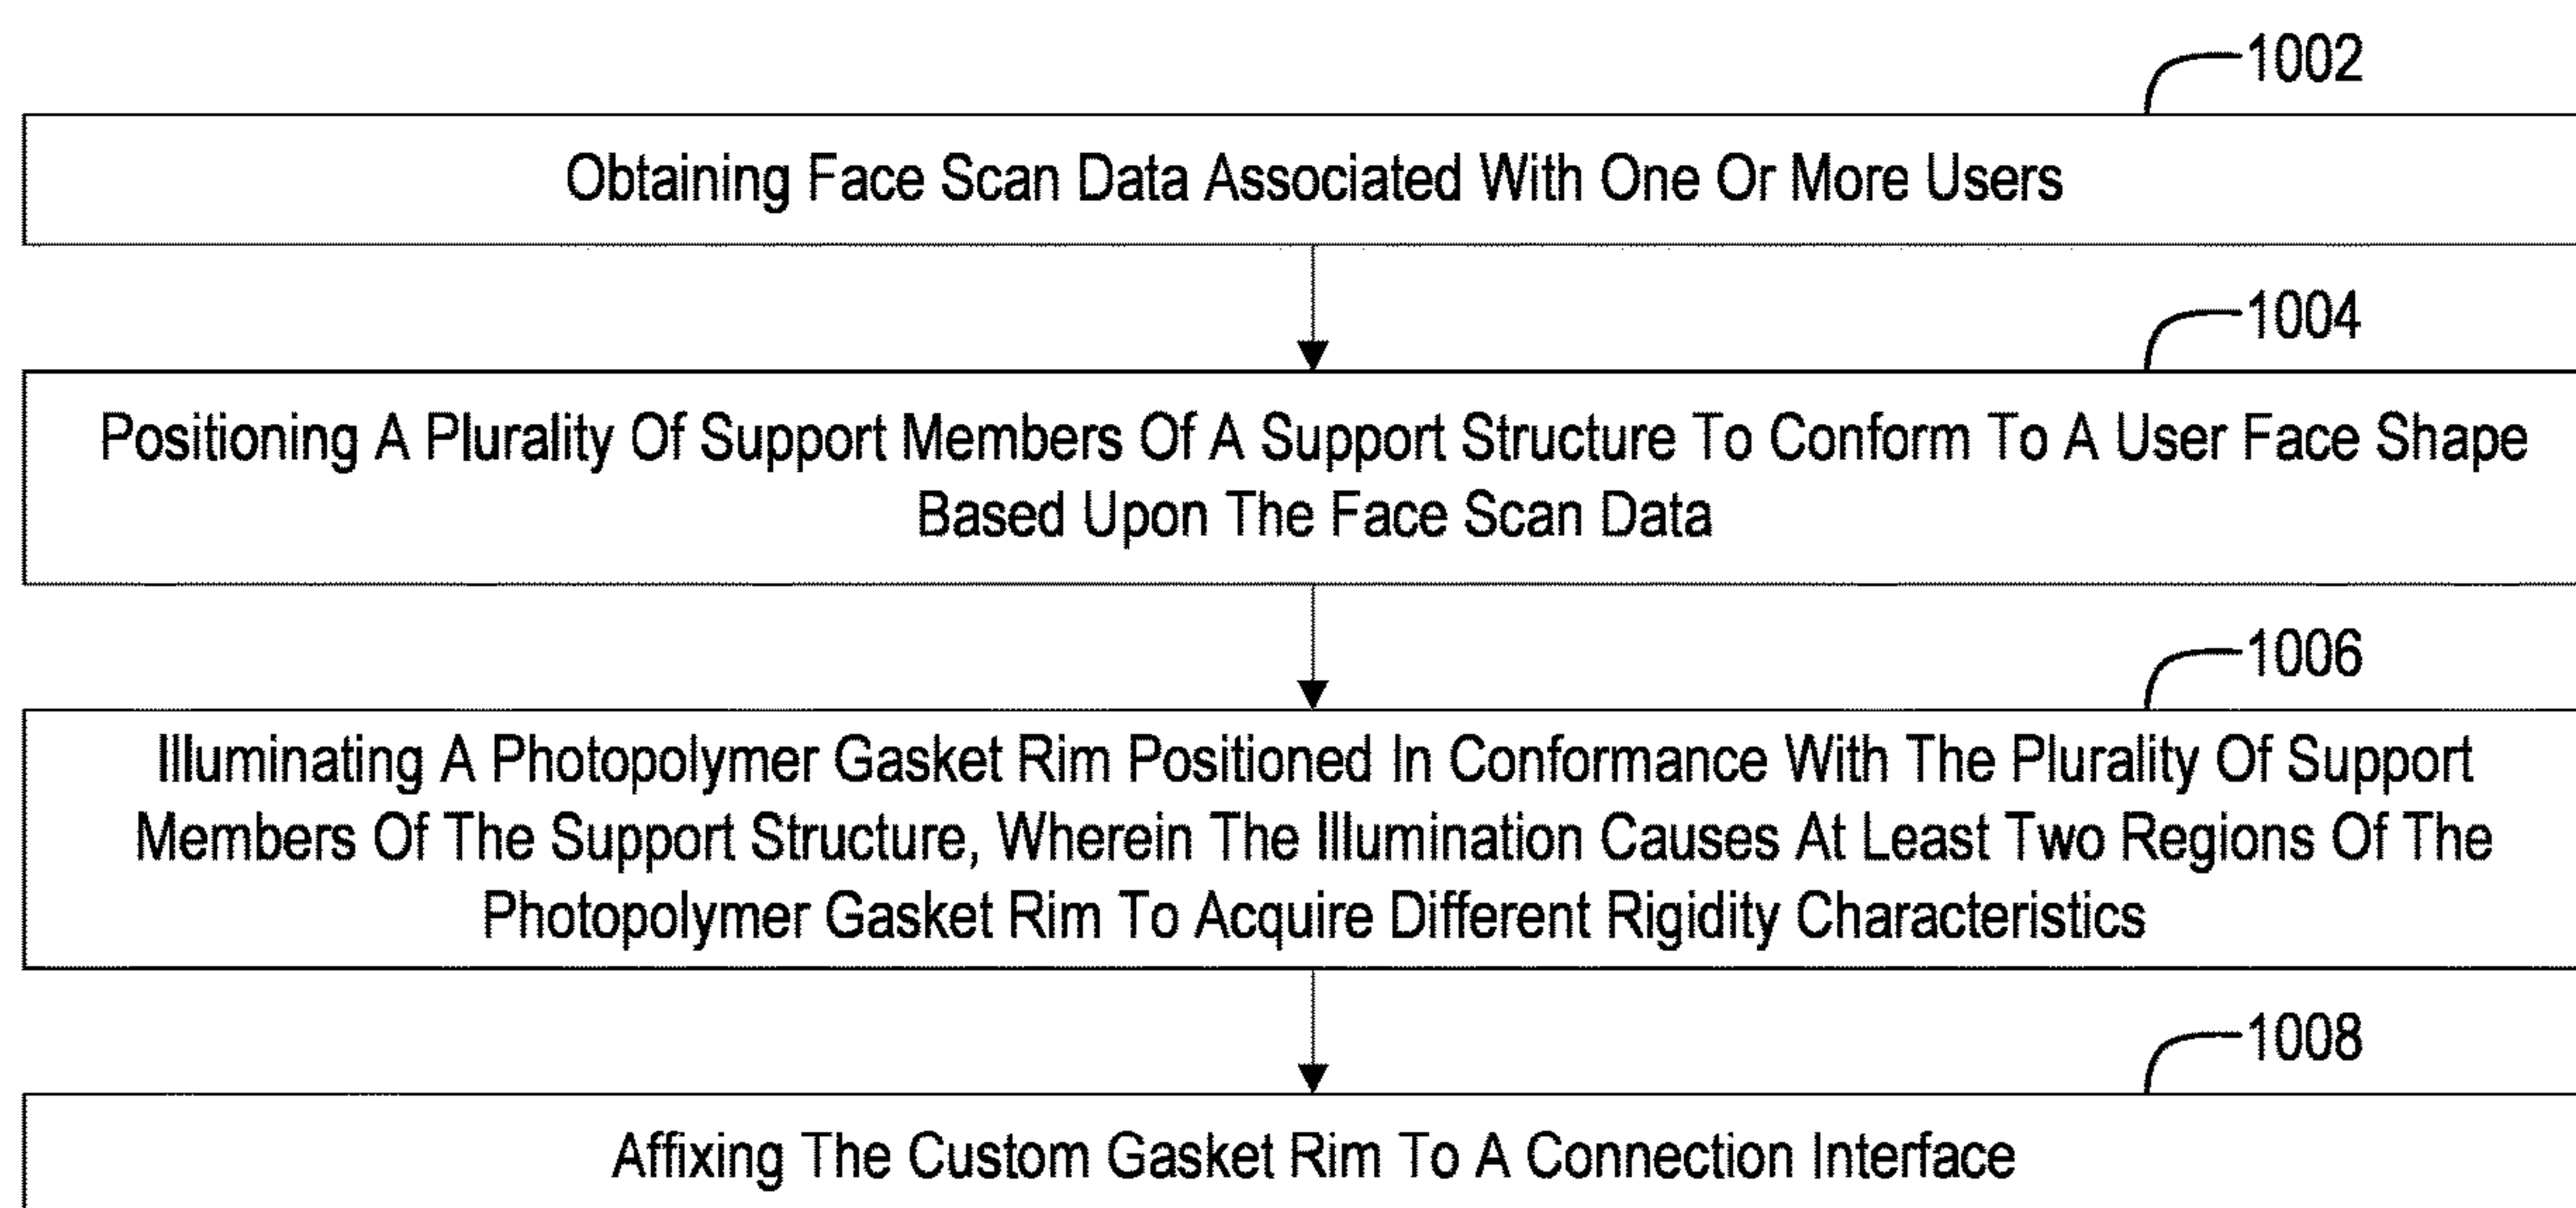 1002
Obtaining Face Scan Data Associated With One Or More Users
1004
Positioning A Plurality Of Support Members Of A Support Structure To Conform To A User Face Shape
Based Upon The Face Scan Data
1006
Illuminating A Photopolymer Gasket Rim Positioned In Conformance With The Plurality Of Support
Members Of The Support Structure, Wherein The Illumination Causes At Least Two Regions Of The
Photopolymer Gasket Rim To Acquire Different Rigidity Characteristics
1008
Affixing The Custom Gasket Rim To A Connection Interface